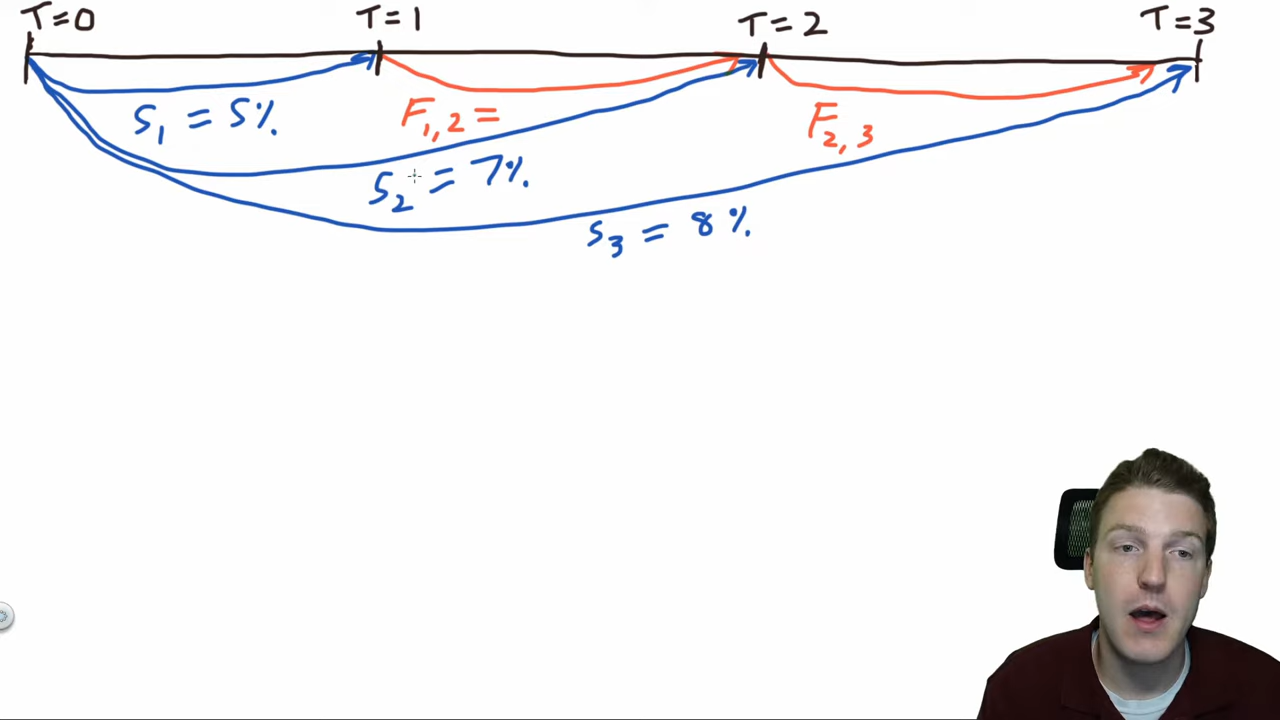 T=0 T=1 T=2 T=3
S₁ = 5% F₁,₂ = F₂,₃
S₂ = 7%
S₃ = 8%